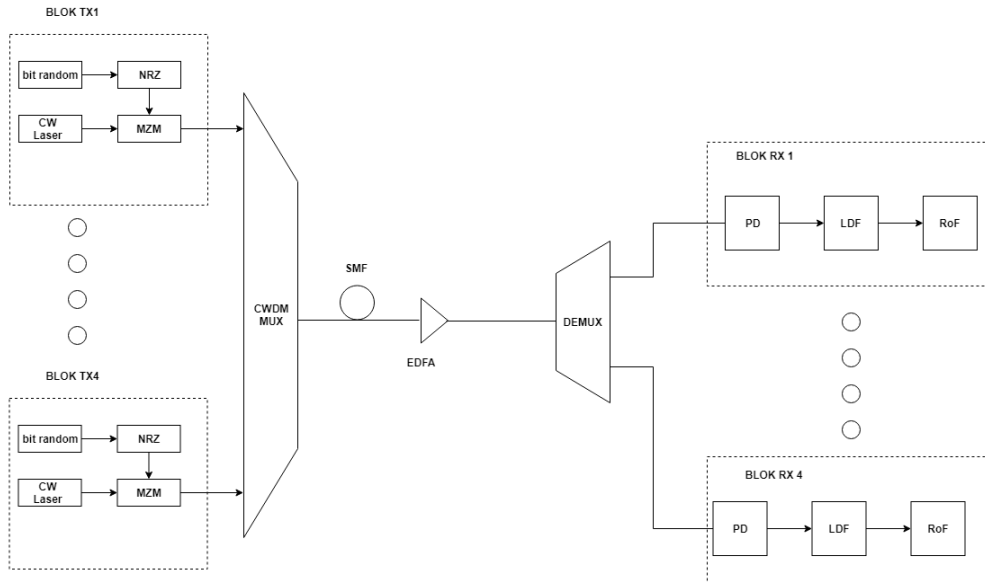 BLOK TX1
bit random
NRZ
CW
Laser
MZM
BLOK TX4
bit random
NRZ
CW
Laser
MZM
CWDM
MUX
SMF
EDFA
DEMUX
BLOK RX 1
PD
LDF
RoF
BLOK RX 4
PD
LDF
RoF